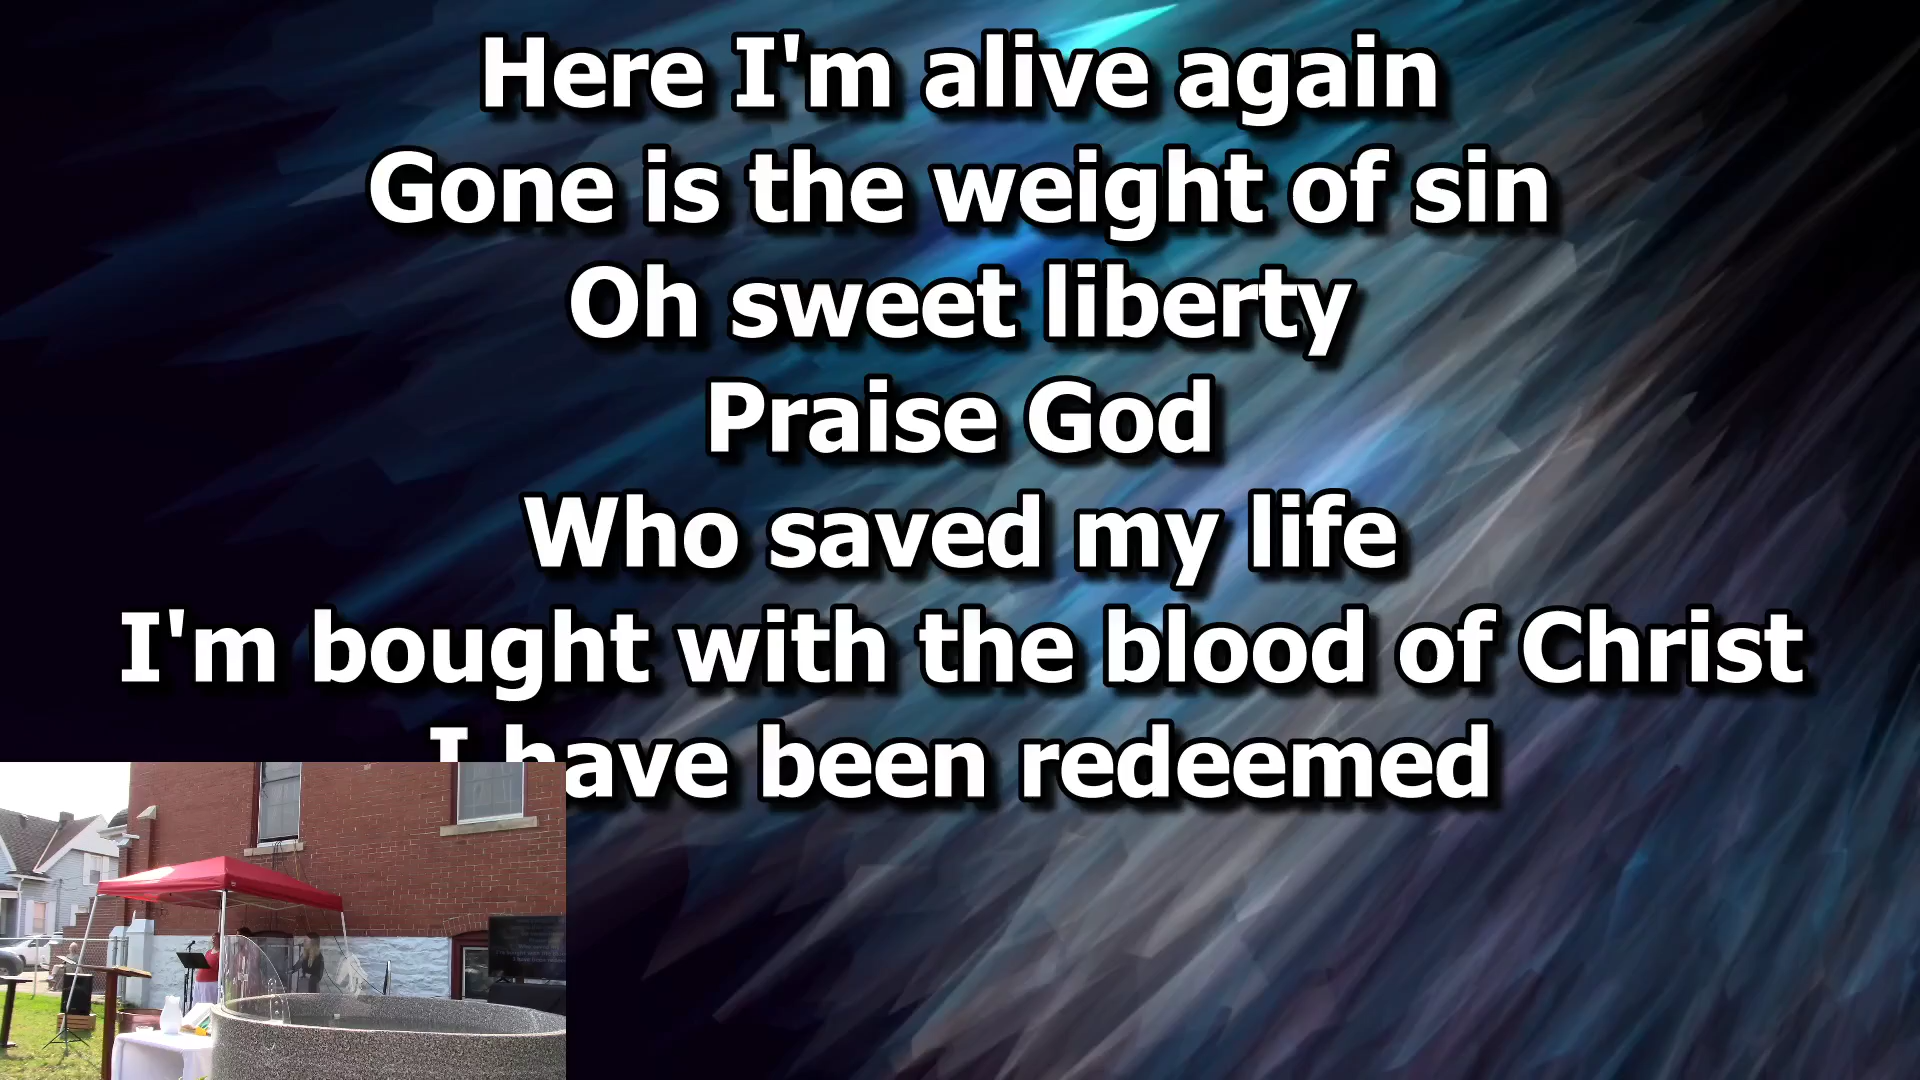 Here I'm alive again
Gone is the weight of sin
Oh sweet liberty
Praise God
Who saved my life
I'm bought with the blood of Christ
I have been redeemed